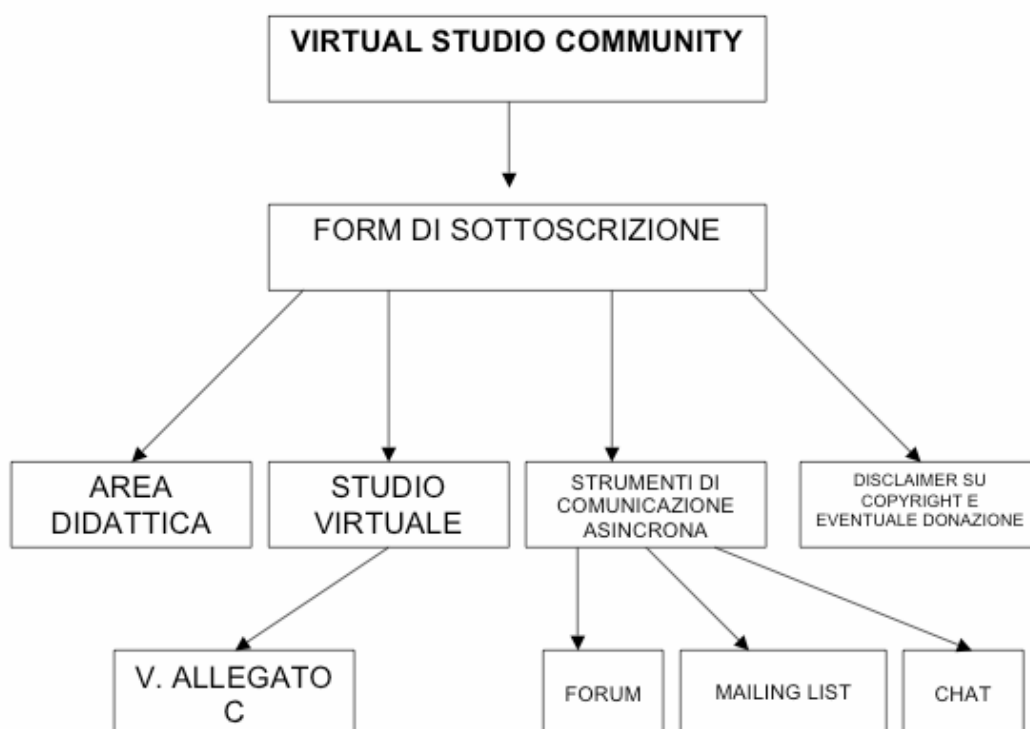 VIRTUAL STUDIO COMMUNITY
FORM DI SOTTOSCRIZIONE
AREA
DIDATTICA
STUDIO
VIRTUALE
STRUMENTI DI
COMUNICAZIONE
ASINCRONA
DISCLAIMER SU
COPYRIGHT E
EVENTUALE DONAZIONE
V. ALLEGATO
C
FORUM
MAILING LIST
CHAT